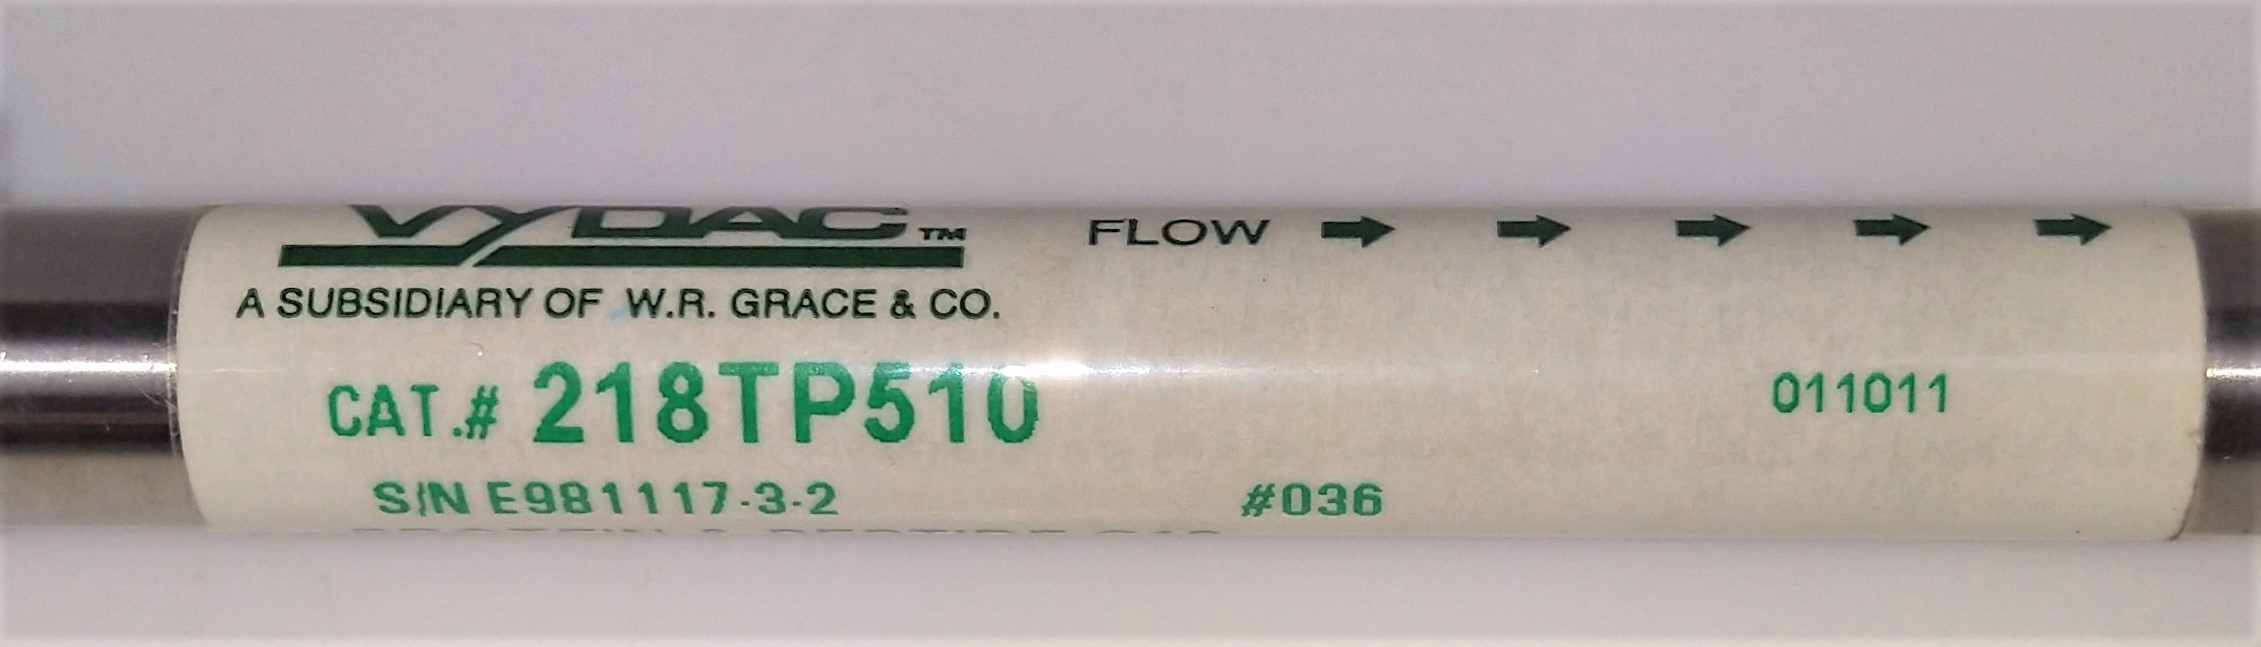 VYDAC™
FLOW
A SUBSIDIARY OF W.R. GRACE & CO.
CAT.# 218TP510
011011
S/N E981117-3-2 #036